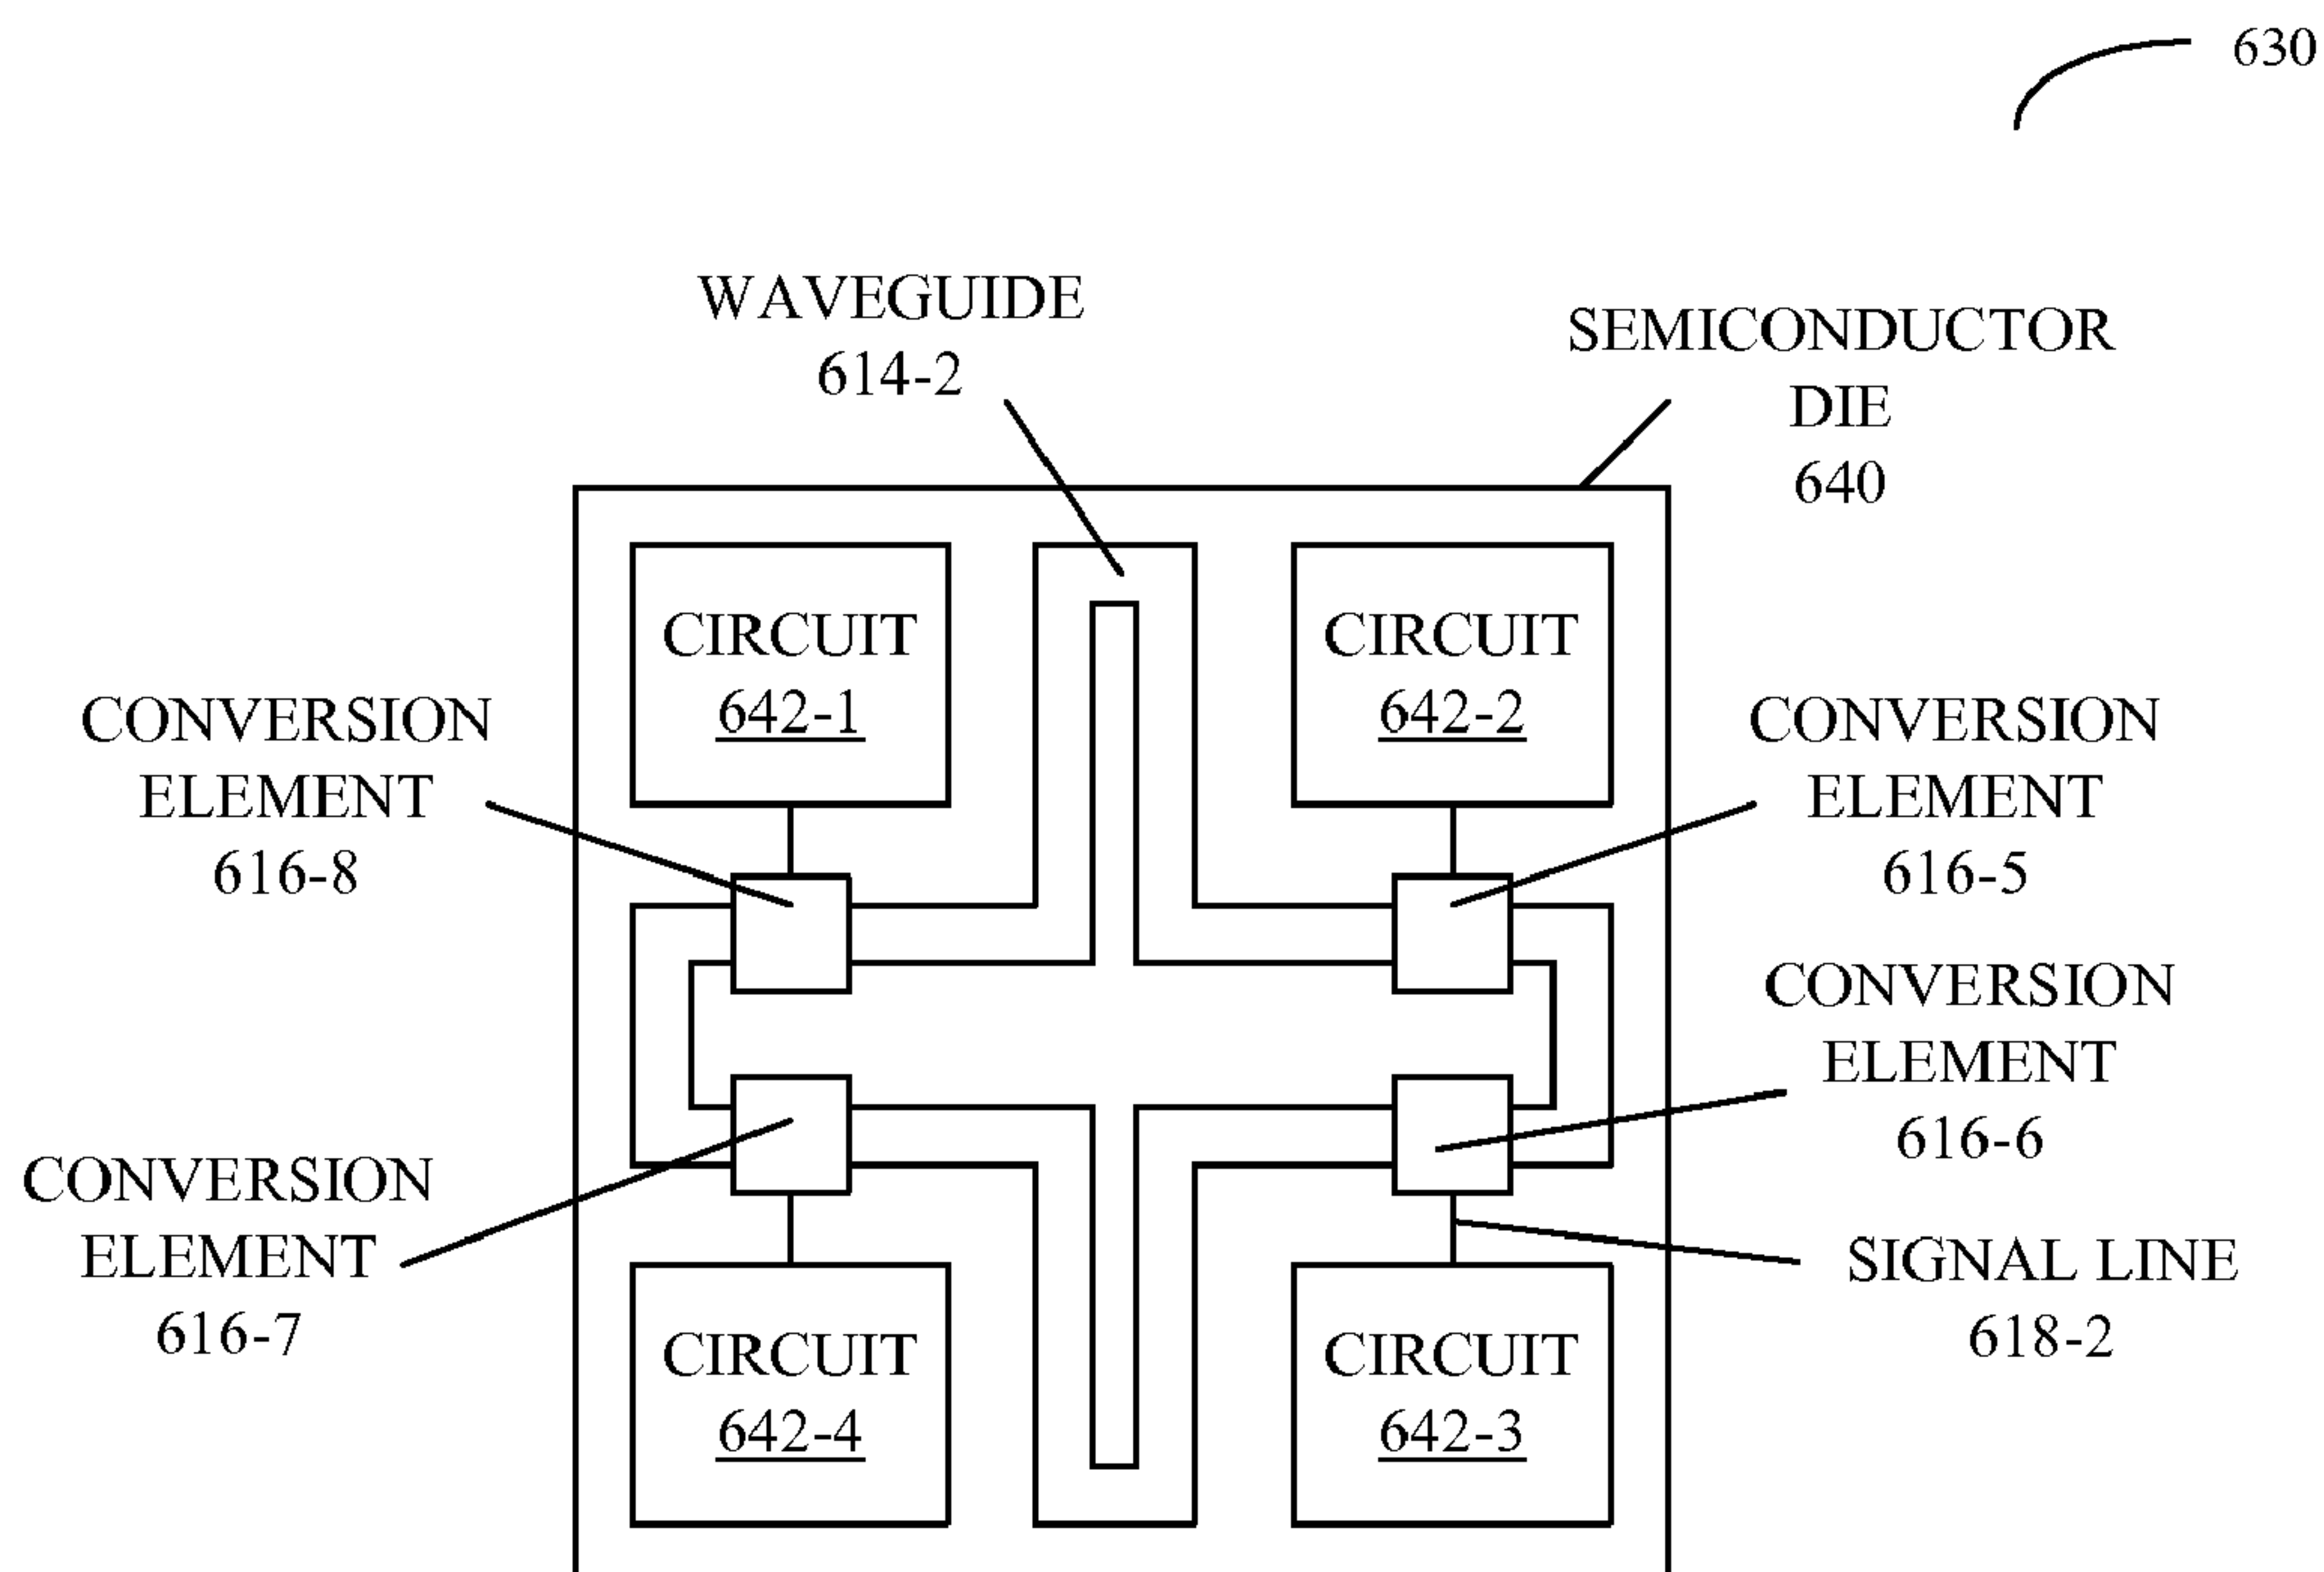 630
WAVEGUIDE
614-2
SEMICONDUCTOR
DIE
640
CIRCUIT
642-1
CIRCUIT
642-2
CONVERSION
ELEMENT
616-8
CONVERSION
ELEMENT
616-5
CONVERSION
ELEMENT
616-6
CONVERSION
ELEMENT
616-7
SIGNAL LINE
618-2
CIRCUIT
642-4
CIRCUIT
642-3